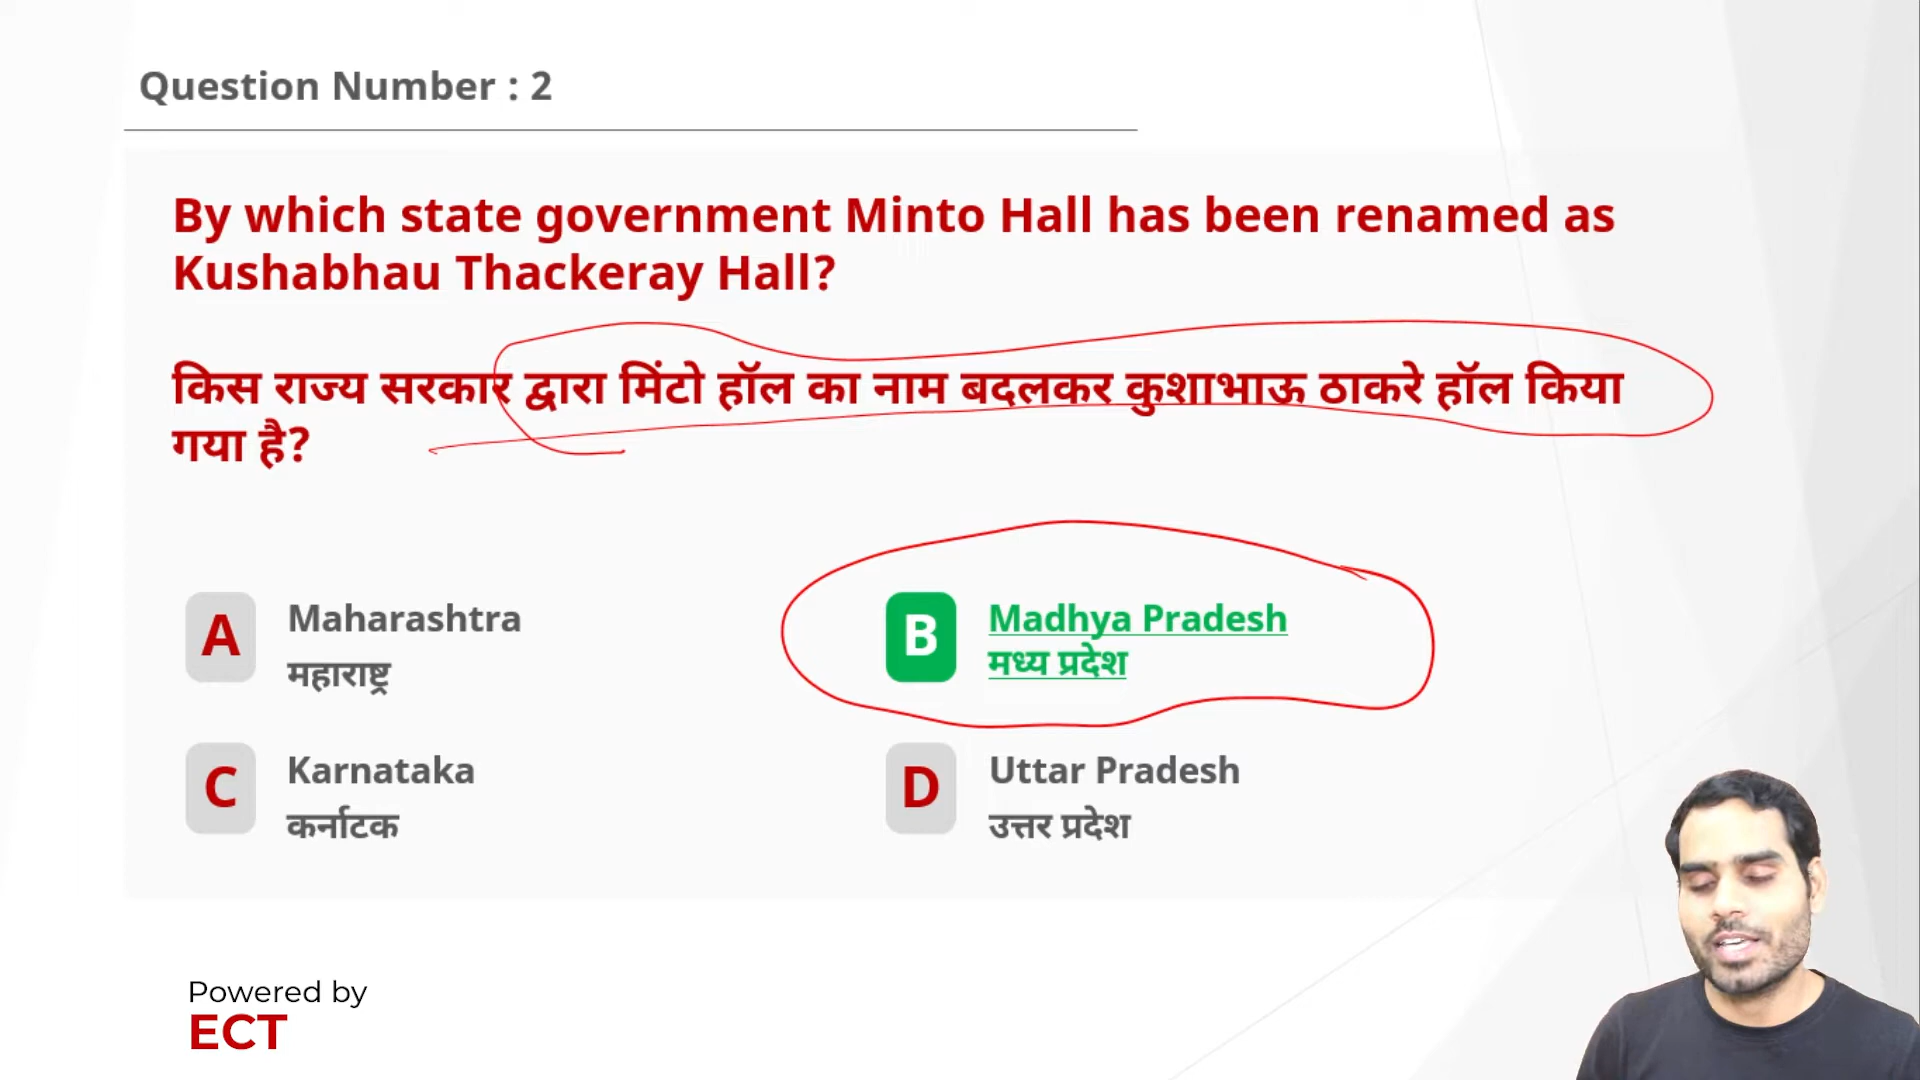 Question Number : 2
By which state government Minto Hall has been renamed as
Kushabhau Thackeray Hall?
किस राज्य सरकार द्वारा मिंटो हॉल का नाम बदलकर कुशाभाऊ ठाकरे हॉल किया
गया है?
A Maharashtra
महाराष्ट्र
B Madhya Pradesh
मध्य प्रदेश
C Karnataka
कर्नाटक
D Uttar Pradesh
उत्तर प्रदेश
Powered by
ECT